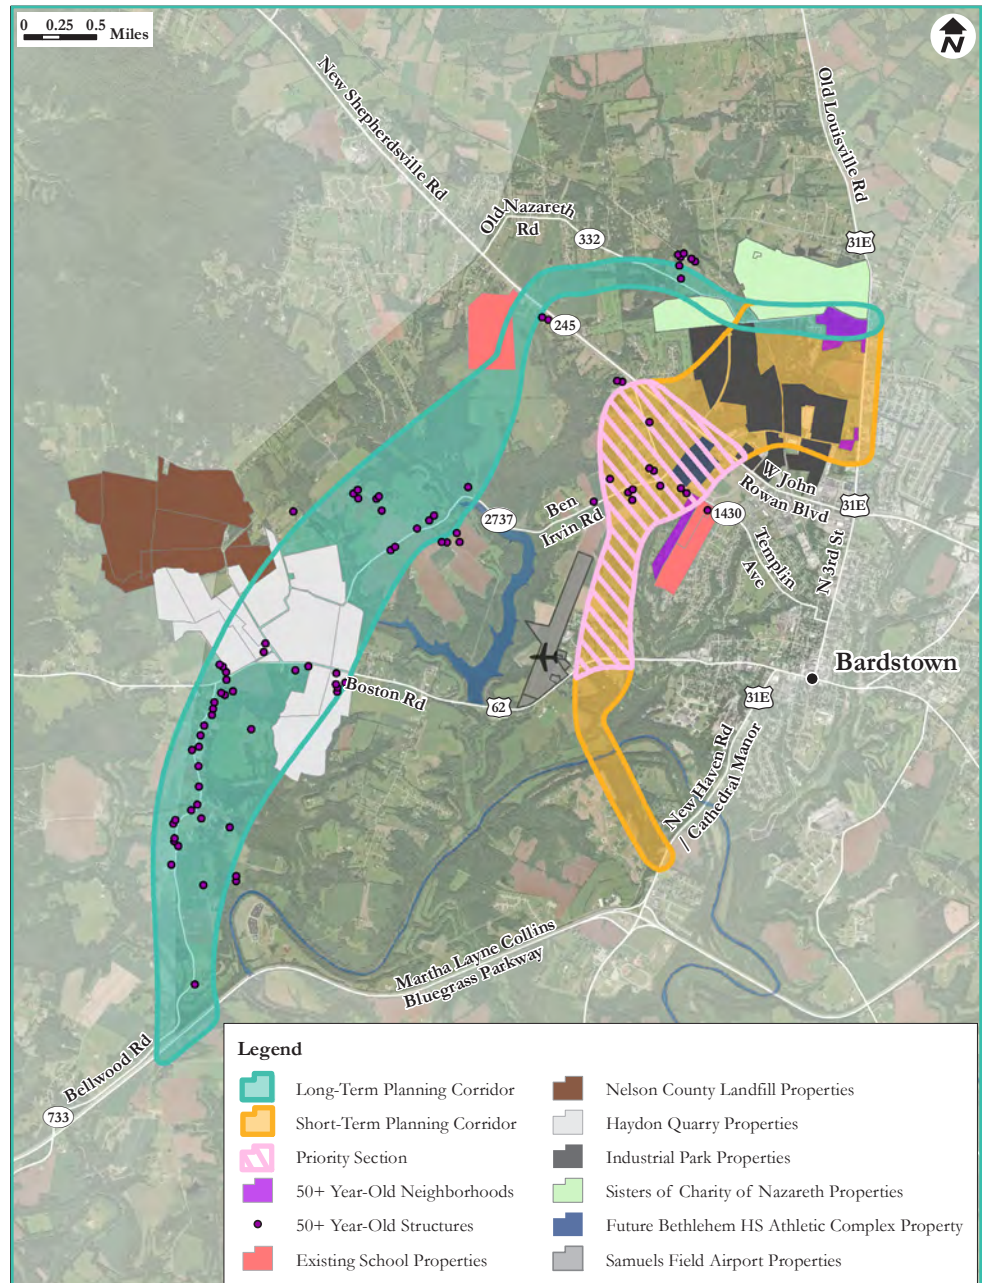 0 0.25 0.5
Miles
N
New Shepherdsville Rd
Old Louisville Rd
Old Nazareth
Rd
332
31E
245
W John
Rowan Blvd
31E
Ben
Irvin Rd
2737
1430
Templin
Ave
N 3rd St
Bardstown
Boston Rd
62
31E
New Haven Rd
/ Cathedral Manor
Martha Layne Collins
Bluegrass Parkway
Bellwood Rd
733
Legend
Long-Term Planning Corridor
Short-Term Planning Corridor
Priority Section
50+ Year-Old Neighborhoods
50+ Year-Old Structures
Existing School Properties
Nelson County Landfill Properties
Haydon Quarry Properties
Industrial Park Properties
Sisters of Charity of Nazareth Properties
Future Bethlehem HS Athletic Complex Property
Samuels Field Airport Properties